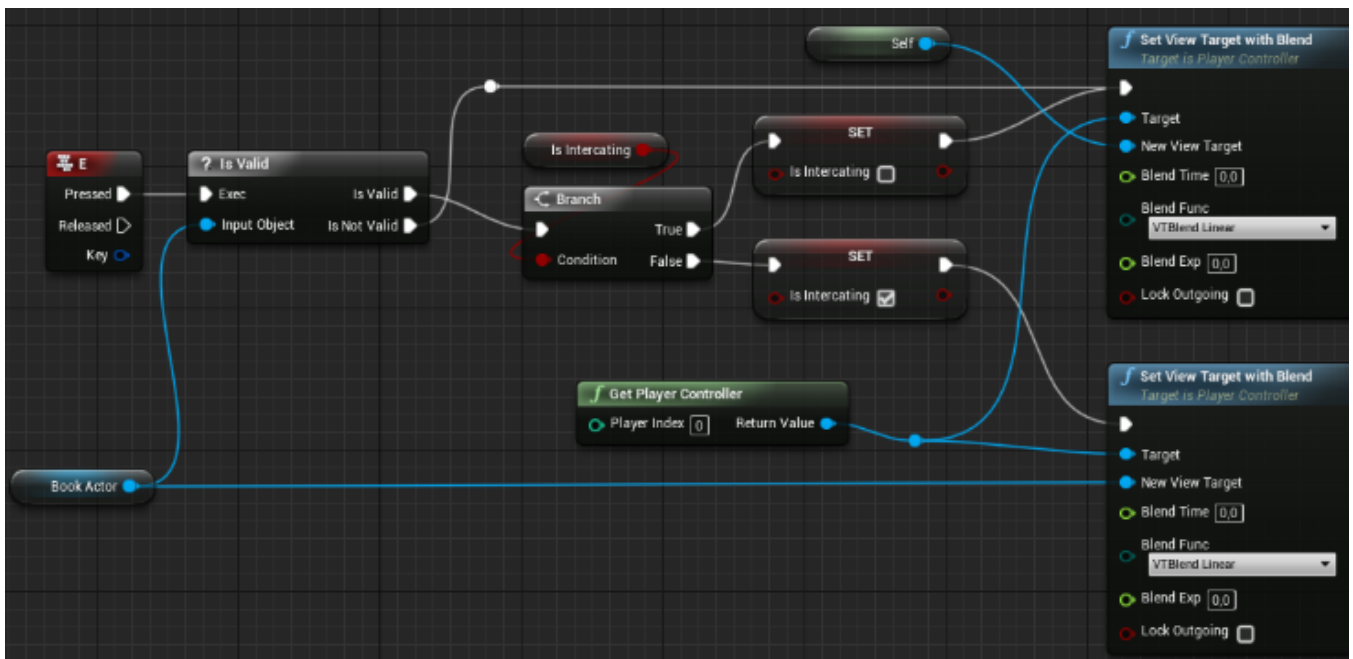 Self
Set View Target with Blend
Target is Player Controller
Target
New View Target
Blend Time 0,0
Blend Func
VTBlend Linear
Blend Exp 0,0
Lock Outgoing
E
Pressed
Released
Key
? Is Valid
Exec Is Valid
Input Object Is Not Valid
Is Intercating
Branch
True
Condition False
SET
Is Intercating
SET
Is Intercating
f Get Player Controller
Player Index 0 Return Value
Book Actor
Set View Target with Blend
Target is Player Controller
Target
New View Target
Blend Time 0,0
Blend Func
VTBlend Linear
Blend Exp 0,0
Lock Outgoing